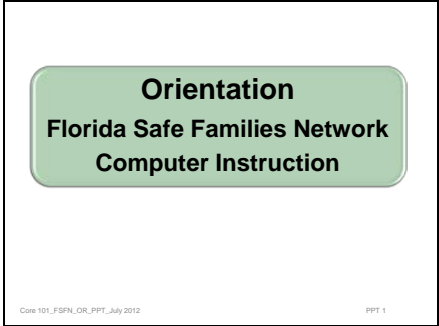 Orientation
Florida Safe Families Network
Computer Instruction
Core 101_FSFN_OR_PPT_July 2012 PPT 1